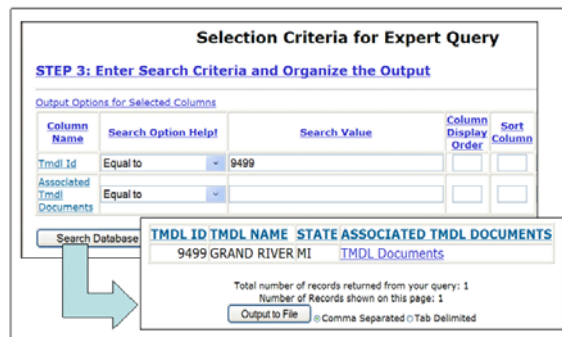 Selection Criteria for Expert Query
STEP 3: Enter Search Criteria and Organize the Output
Output Options for Selected Columns
Column Name Search Option Help! Search Value Column Display Order Sort Column
Tmdl Id Equal to 9499
Associated Tmdl Documents Equal to
Search Database
TMDL ID TMDL NAME STATE ASSOCIATED TMDL DOCUMENTS
9499 GRAND RIVER MI TMDL Documents
Total number of records returned from your query: 1
Number of Records shown on this page: 1
Output to File Comma Separated Tab Delimited